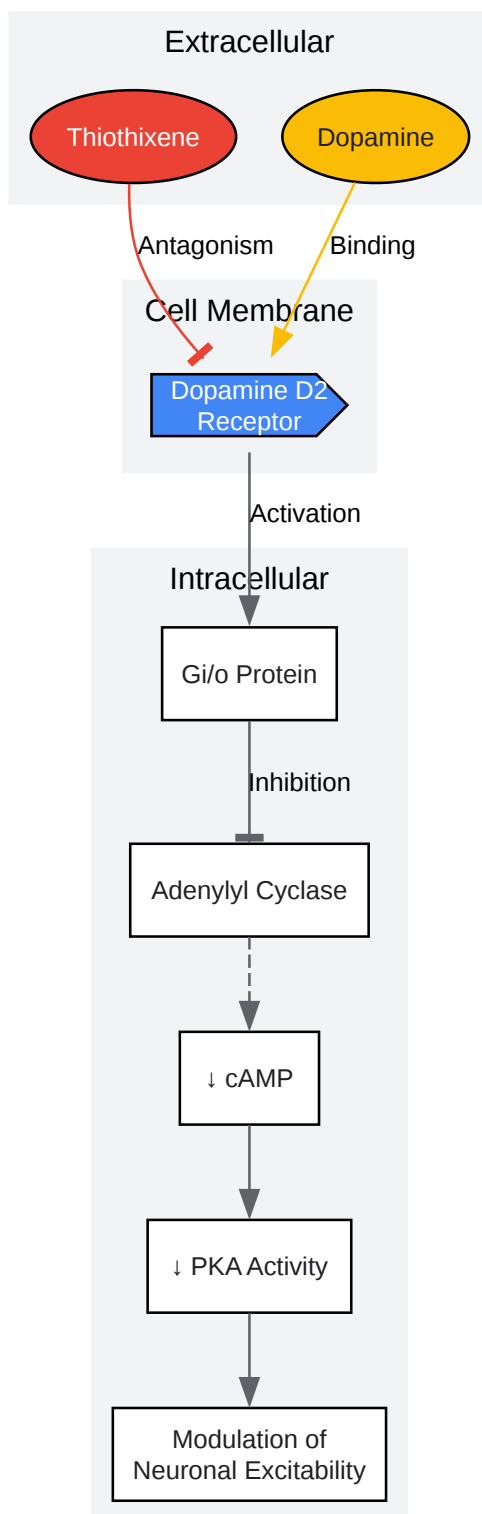 Extracellular
Thiothixene
Dopamine
Antagonism
Binding
Cell Membrane
Dopamine D2
Receptor
Activation
Intracellular
Gi/o Protein
Inhibition
Adenylyl Cyclase
↓ cAMP
↓ PKA Activity
Modulation of
Neuronal Excitability